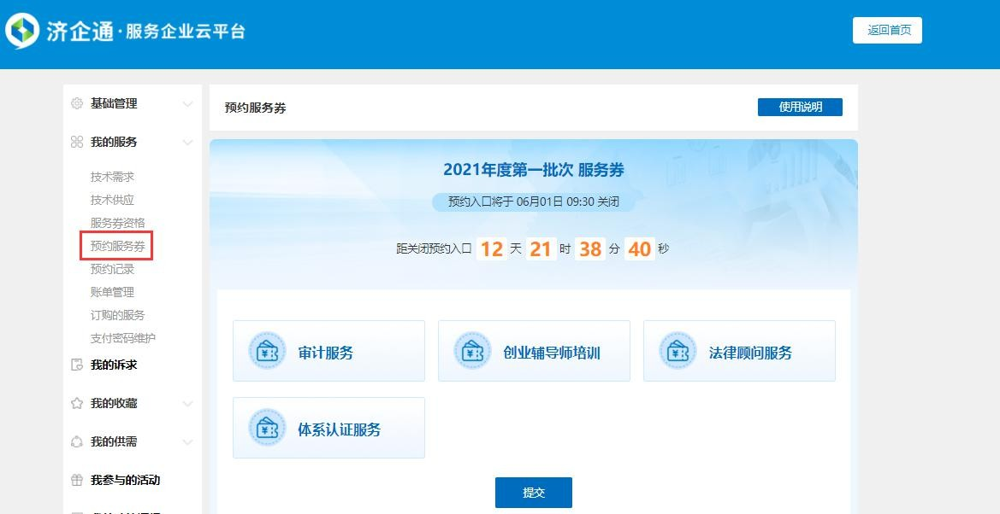 济企通·服务企业云平台
返回首页
基础管理
我的服务
技术需求
技术供应
服务券资格
预约服务券
预约记录
账单管理
订购的服务
支付密码维护
我的诉求
我的收藏
我的供需
我参与的活动
预约服务券
使用说明
2021年度第一批次 服务券
预约入口将于 06月01日 09:30 关闭
距关闭预约入口 12 天 21 时 38 分 40 秒
审计服务
创业辅导师培训
法律顾问服务
体系认证服务
提交